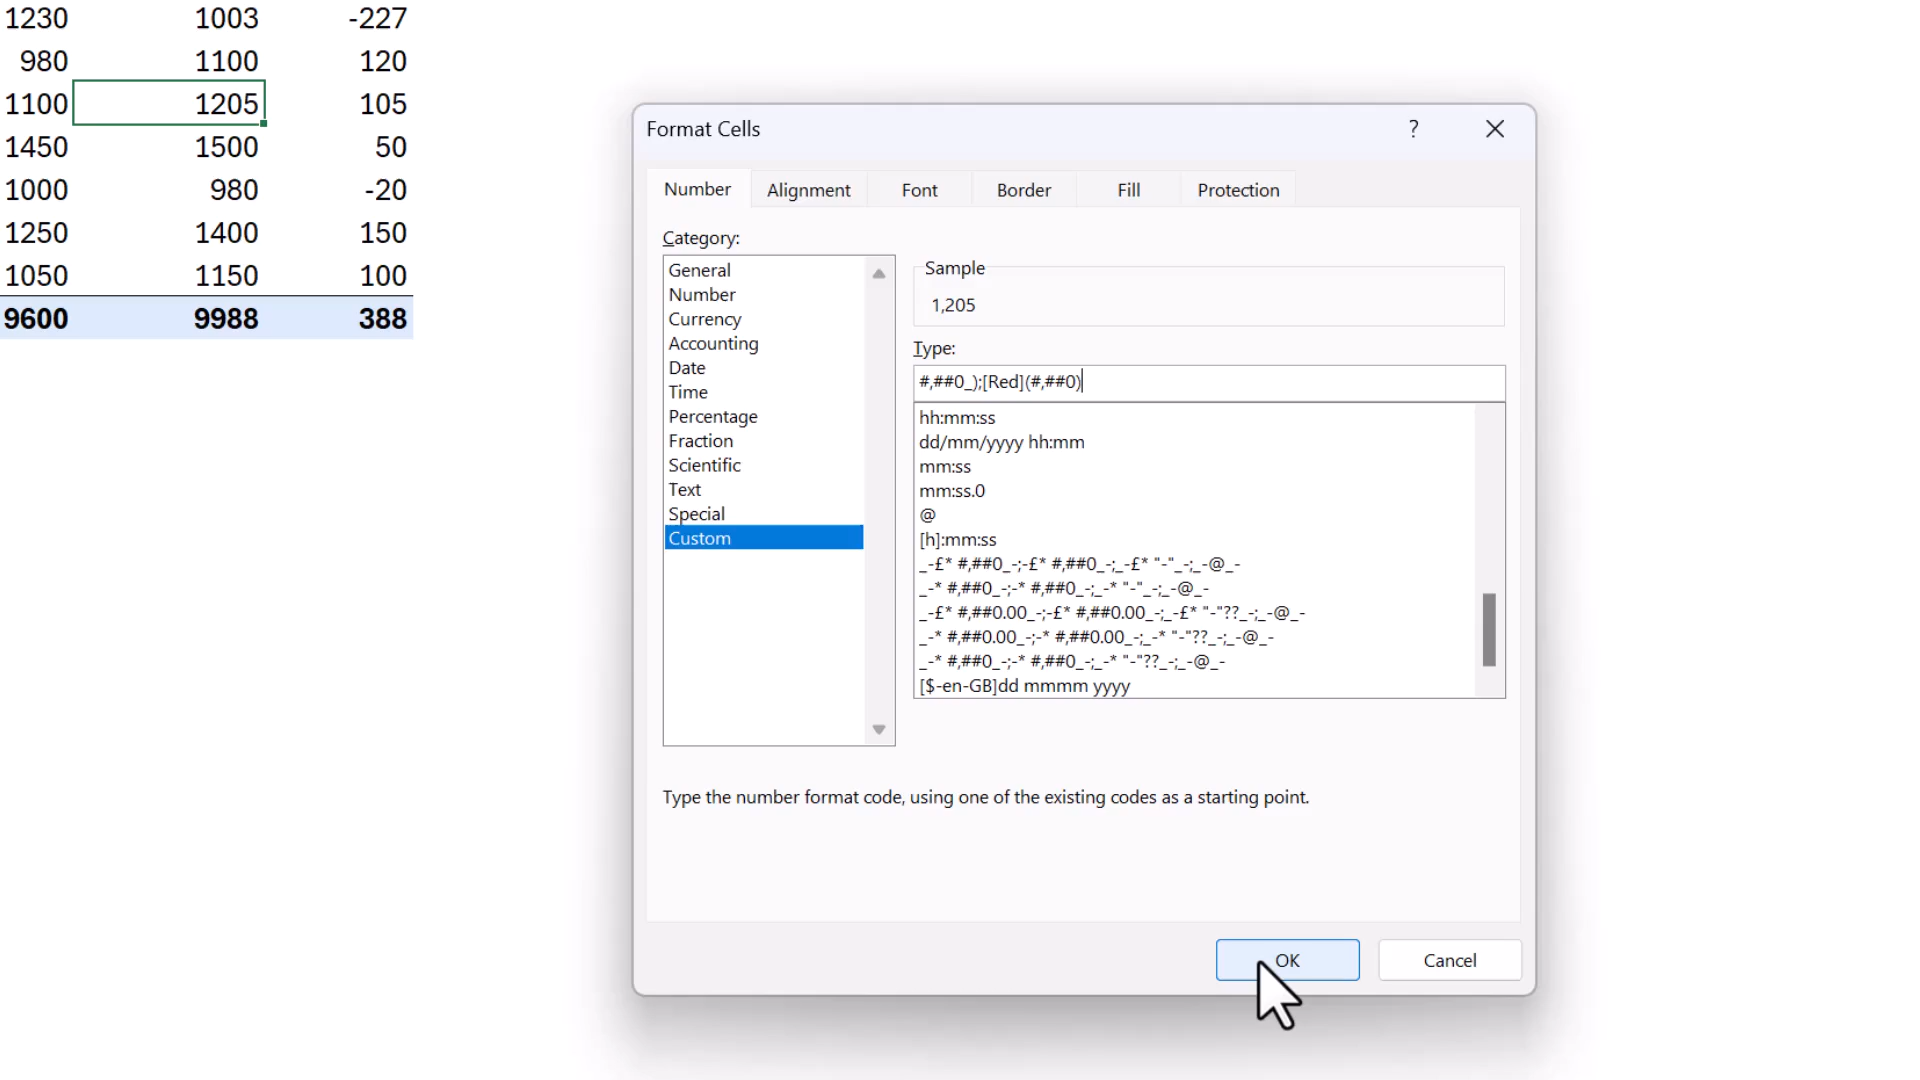 1230 1003 -227
980 1100 120
1100 1205 105
1450 1500 50
1000 980 -20
1250 1400 150
1050 1150 100
9600 9988 388
Format Cells ?
Number Alignment Font Border Fill Protection
Category:
General
Number
Currency
Accounting
Date
Time
Percentage
Fraction
Scientific
Text
Special
Custom
Sample
1,205
Type:
#,##0_);[Red](#,##0)
hh:mm:ss
dd/mm/yyyy hh:mm
mm:ss
mm:ss.0
@
[h]:mm:ss
_-£* #,##0_-;-£* #,##0_-;_-£* "-"_-;_-@_-
_-* #,##0_-;-* #,##0_-;_-* "-"_-;_-@_-
_-£* #,##0.00_-;-£* #,##0.00_-;_-£* "-"??_-;_-@_-
_-* #,##0.00_-;-* #,##0.00_-;_-* "-"??_-;_-@_-
_-* #,##0_-;-* #,##0_-;_-* "-"??_-;_-@_-
[$-en-GB]dd mmmm yyyy
Type the number format code, using one of the existing codes as a starting point.
OK Cancel